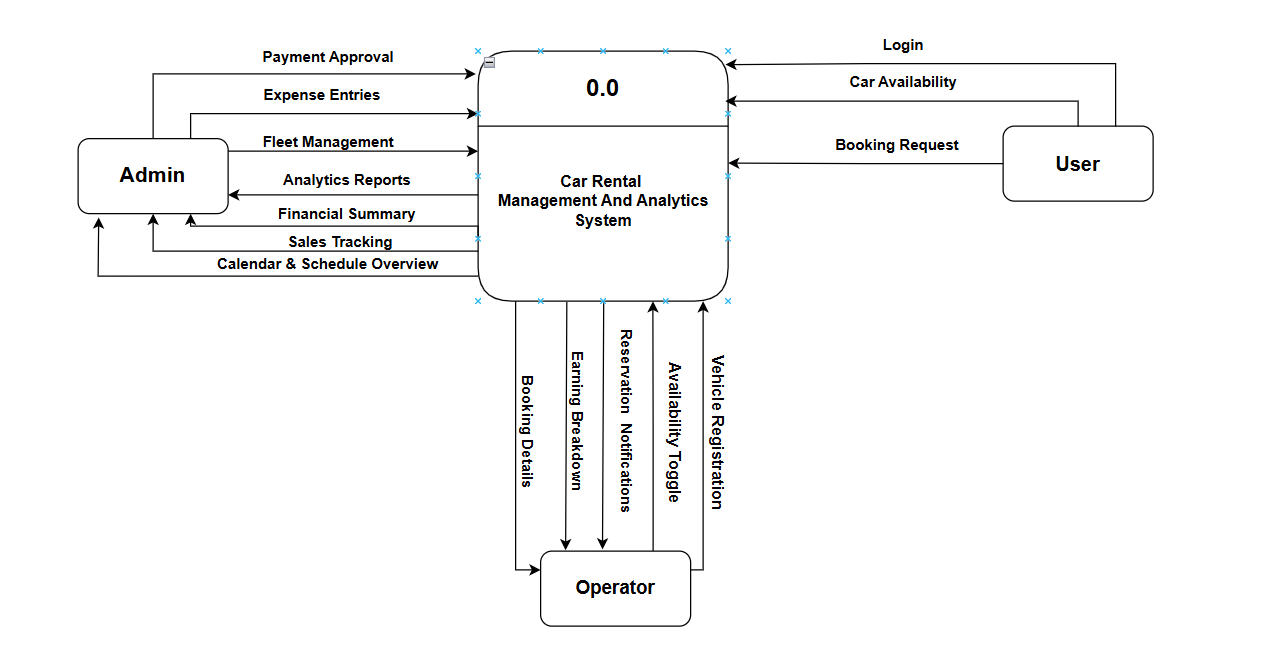 Payment Approval
Expense Entries
Fleet Management
Analytics Reports
Financial Summary
Sales Tracking
Calendar & Schedule Overview
Admin
0.0
Car Rental
Management And Analytics
System
Login
Car Availability
Booking Request
User
Booking Details
Earning Breakdown
Reservation Notifications
Availability Toggle
Vehicle Registration
Operator